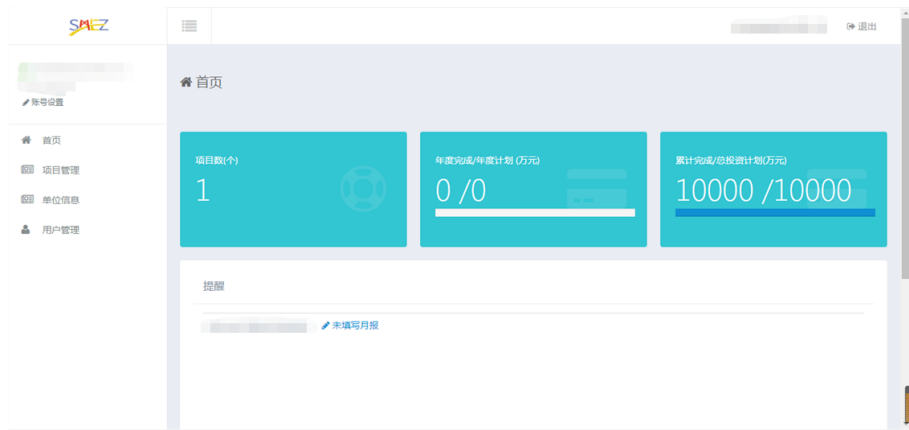 SMEZ
退出
账号设置
首页
首页
项目管理
单位信息
用户管理
项目数(个)
1
年度完成/年度计划 (万元)
0 /0
累计完成/总投资计划(万元)
10000 /10000
提醒
未填写月报